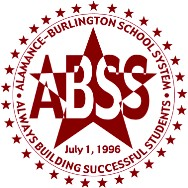 ALAMANCE-BURLINGTON SCHOOL SYSTEM
ABSS
July 1, 1996
ALWAYS BUILDING SUCCESSFUL STUDENTS